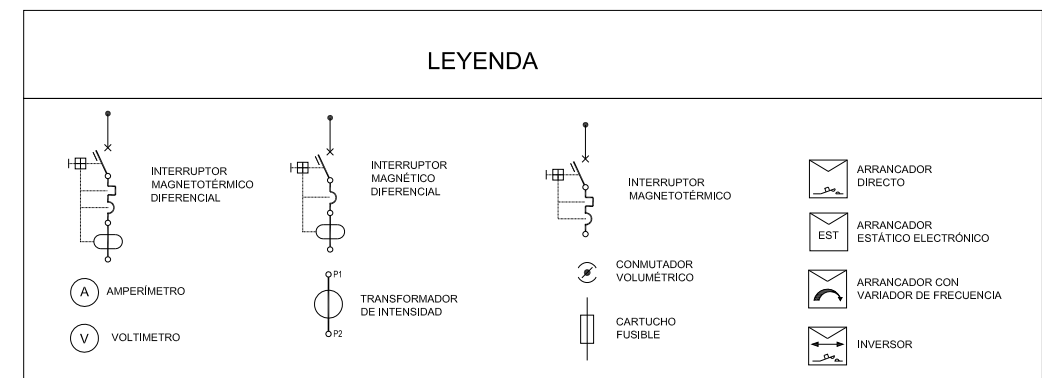 LEYENDA
INTERRUPTOR
MAGNETOTÉRMICO
DIFERENCIAL
INTERRUPTOR
MAGNÉTICO
DIFERENCIAL
INTERRUPTOR
MAGNETOTÉRMICO
ARRANCADOR
DIRECTO
EST
ARRANCADOR
ESTÁTICO ELECTRÓNICO
A
AMPERÍMETRO
P1
TRANSFORMADOR
DE INTENSIDAD
P2
CONMUTADOR
VOLUMÉTRICO
ARRANCADOR CON
VARIADOR DE FRECUENCIA
V
VOLTIMETRO
CARTUCHO
FUSIBLE
INVERSOR